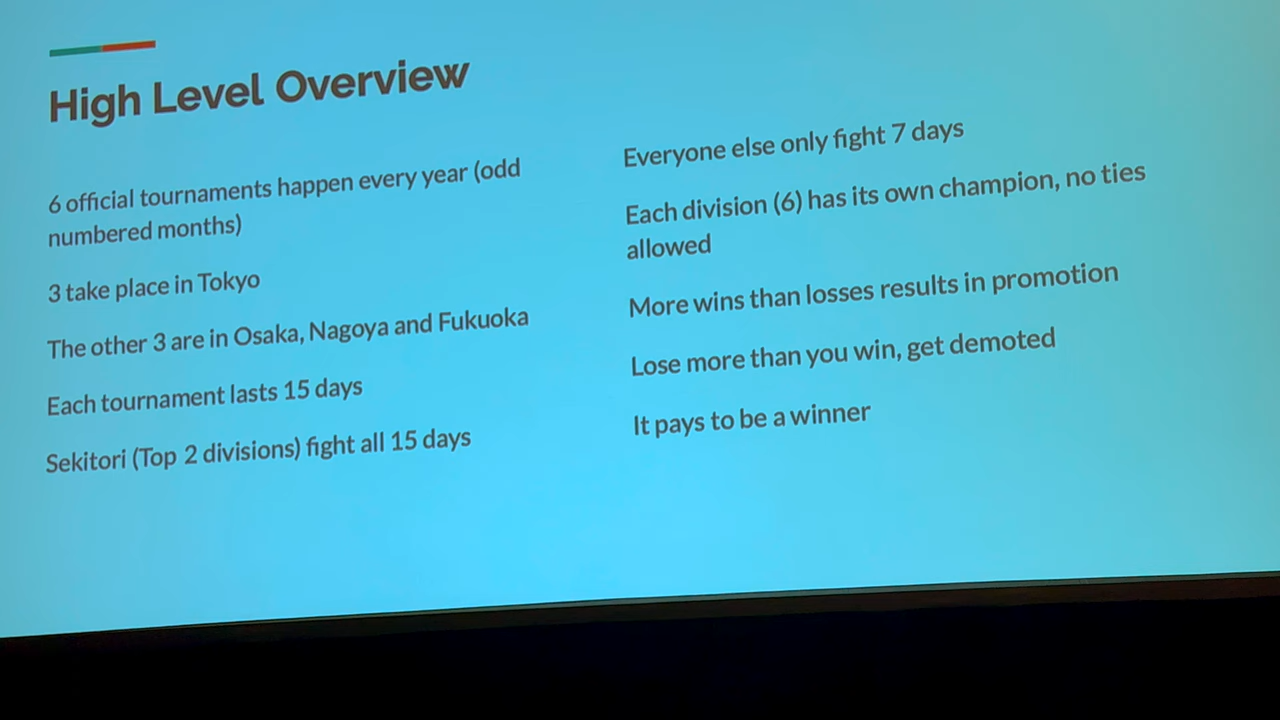 High Level Overview
6 official tournaments happen every year (odd
numbered months)
3 take place in Tokyo
The other 3 are in Osaka, Nagoya and Fukuoka
Each tournament lasts 15 days
Sekitori (Top 2 divisions) fight all 15 days
Everyone else only fight 7 days
Each division (6) has its own champion, no ties
allowed
More wins than losses results in promotion
Lose more than you win, get demoted
It pays to be a winner